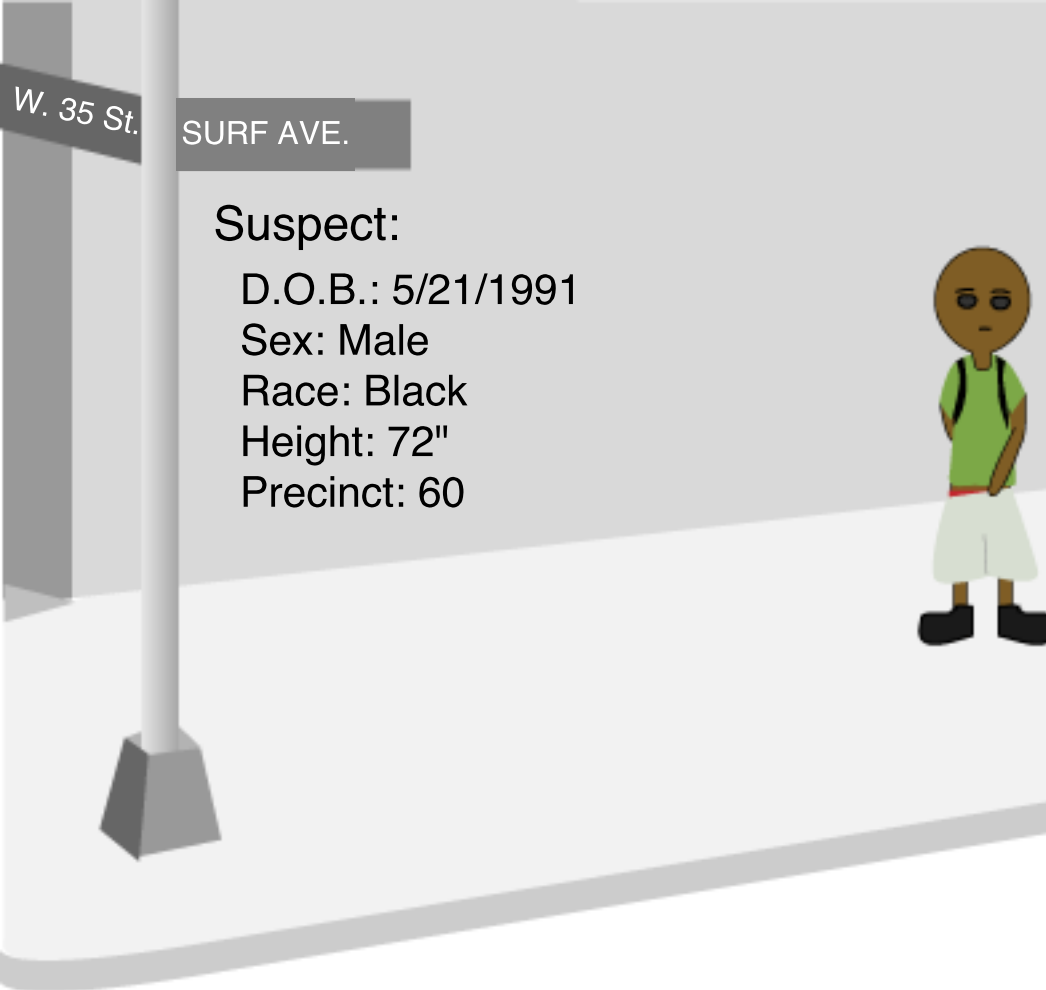 W. 35 St.
SURF AVE.
Suspect:
D.O.B.: 5/21/1991
Sex: Male
Race: Black
Height: 72"
Precinct: 60